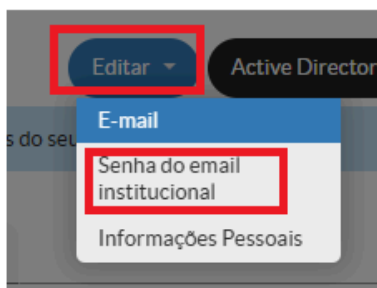 Editar Active Director
E-mail
s do seu
Senha do email
institucional
Informações Pessoais